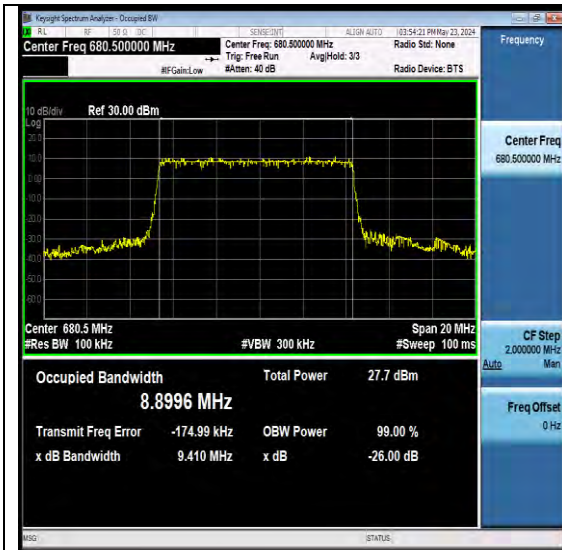 Keysight Spectrum Analyzer - Occupied BW
RL RF 50 Ω DC SENSE:INT ALIGN AUTO 03:54:21 PM May 23, 2024
Center Freq 680.500000 MHz
Center Freq: 680.500000 MHz
Radio Std: None
Trig: Free Run Avg|Hold: 3/3
#IFGain:Low #Atten: 40 dB Radio Device: BTS
Frequency
10 dB/div Ref 30.00 dBm
Log
20.0
10.0
0.00
-10.0
-20.0
-30.0
-40.0
-50.0
-60.0
Center Freq
680.500000 MHz
Center 680.5 MHz Span 20 MHz
#Res BW 100 kHz #VBW 300 kHz #Sweep 100 ms
CF Step
2.000000 MHz
Auto Man
Occupied Bandwidth Total Power 27.7 dBm
8.8996 MHz
Transmit Freq Error -174.99 kHz OBW Power 99.00 %
x dB Bandwidth 9.410 MHz x dB -26.00 dB
Freq Offset
0 Hz
MSG STATUS